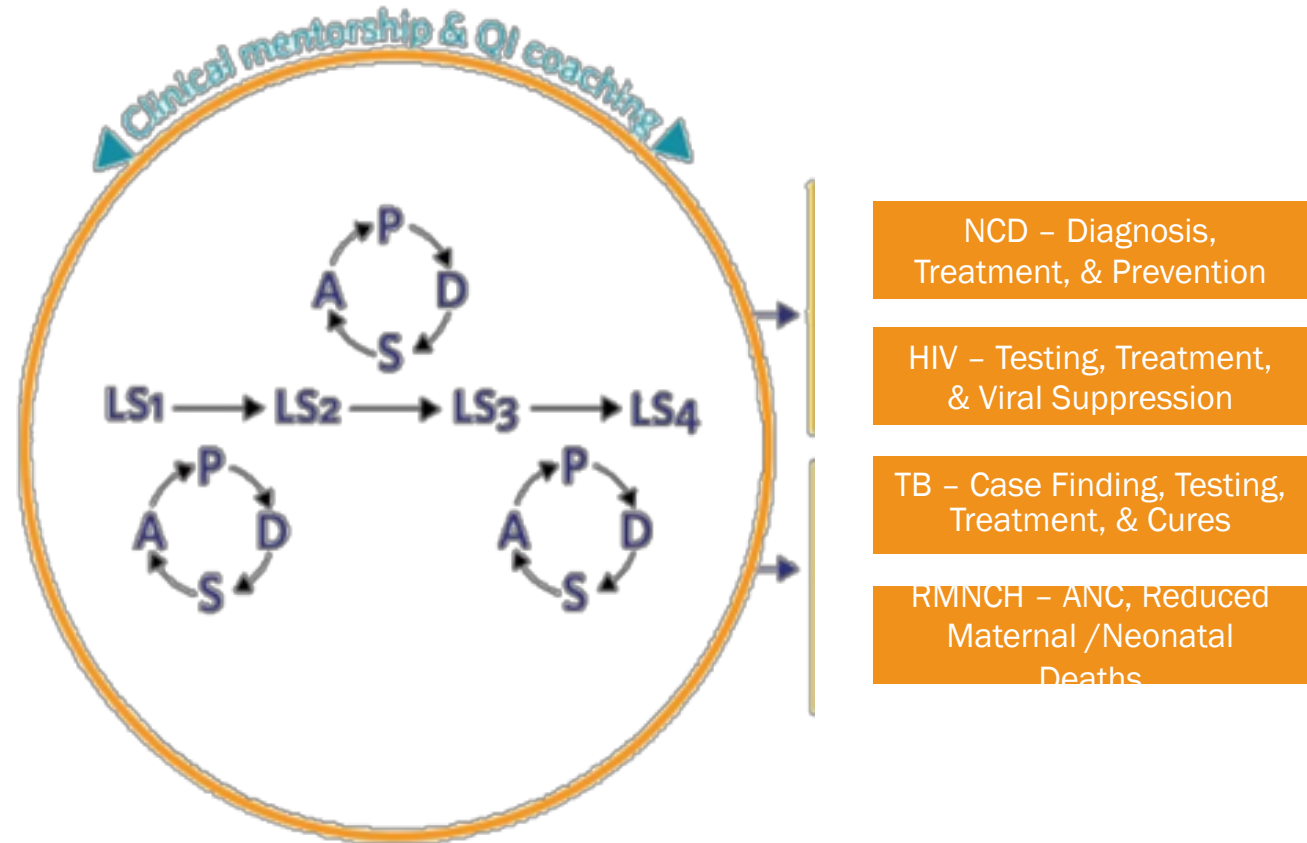 Clinical mentorship & QI coaching
P
A D
S
LS1 LS2 LS3 LS4
P
A D
S
P
A D
S
NCD – Diagnosis,
Treatment, & Prevention
HIV – Testing, Treatment,
& Viral Suppression
TB – Case Finding, Testing,
Treatment, & Cures
RMNCH – ANC, Reduced
Maternal /Neonatal
Deaths